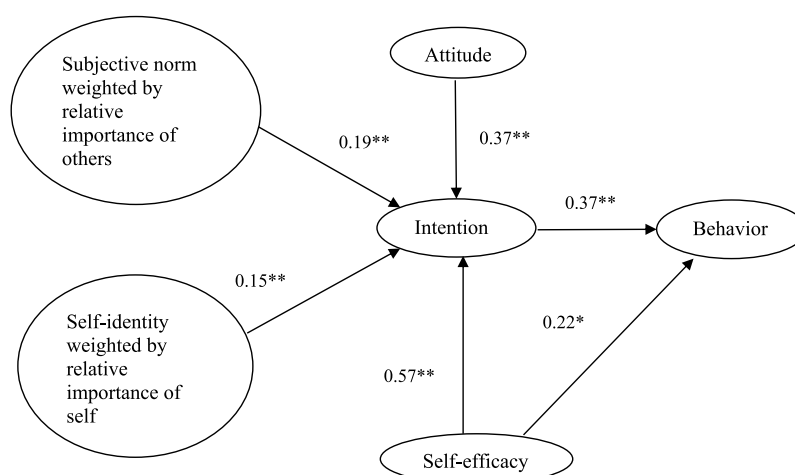 Subjective norm
weighted by
relative
importance of
others
Attitude
0.19**
0.37**
Intention
0.37**
Behavior
0.15**
Self-identity
weighted by
relative
importance of
self
0.57**
0.22*
Self-efficacy